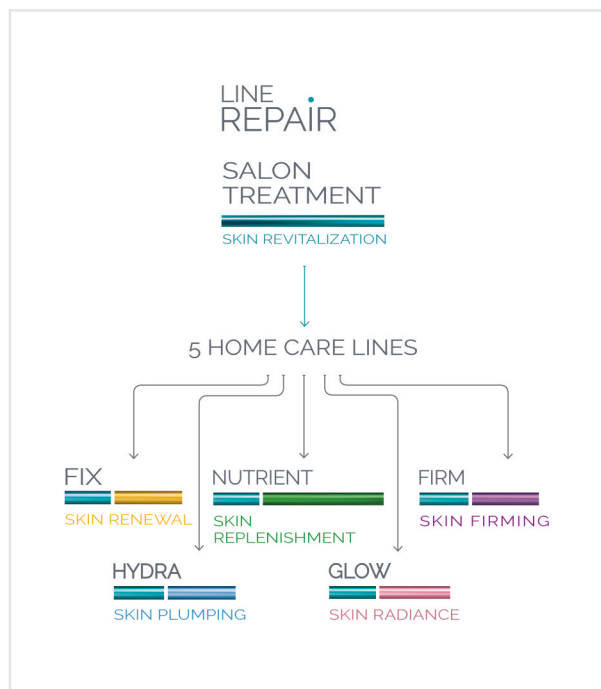 LINE
REPAIR
SALON
TREATMENT
SKIN REVITALIZATION
5 HOME CARE LINES
FIX
SKIN RENEWAL
NUTRIENT
SKIN
REPLENISHMENT
FIRM
SKIN FIRMING
HYDRA
SKIN PLUMPING
GLOW
SKIN RADIANCE